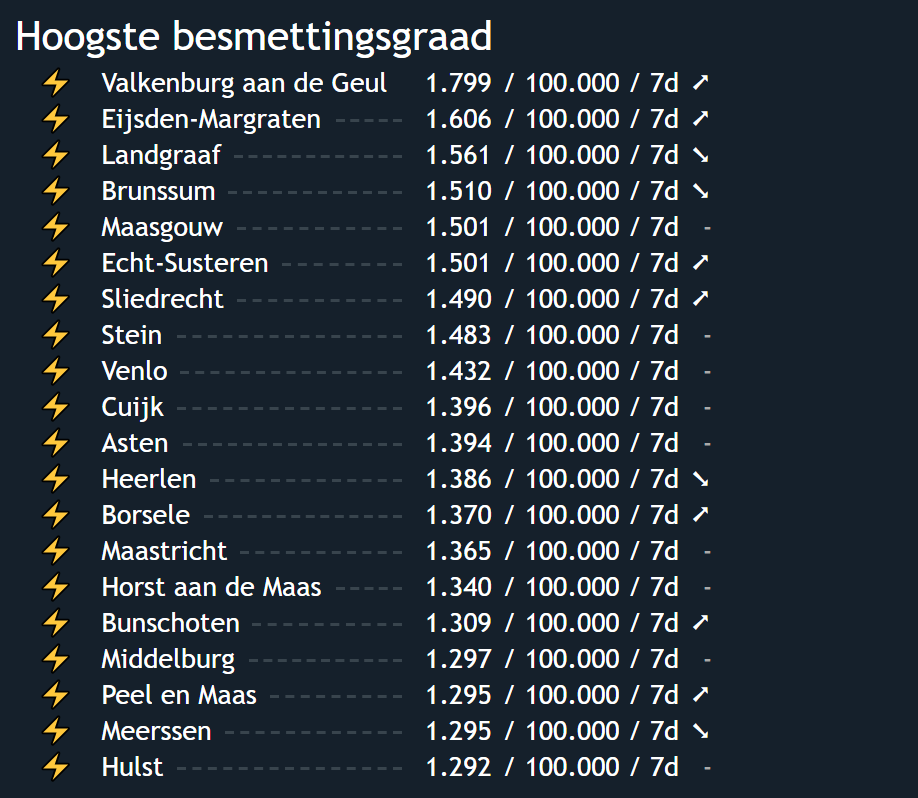 Hoogste besmettingsgraad
⚡ Valkenburg aan de Geul 1.799 / 100.000 / 7d ➚
⚡ Eijsden-Margraten ----- 1.606 / 100.000 / 7d ➚
⚡ Landgraaf ------------ 1.561 / 100.000 / 7d ➘
⚡ Brunssum ------------ 1.510 / 100.000 / 7d ➘
⚡ Maasgouw ----------- 1.501 / 100.000 / 7d -
⚡ Echt-Susteren -------- 1.501 / 100.000 / 7d ➚
⚡ Sliedrecht ----------- 1.490 / 100.000 / 7d ➚
⚡ Stein --------------- 1.483 / 100.000 / 7d -
⚡ Venlo --------------- 1.432 / 100.000 / 7d -
⚡ Cuijk --------------- 1.396 / 100.000 / 7d -
⚡ Asten --------------- 1.394 / 100.000 / 7d -
⚡ Heerlen ------------- 1.386 / 100.000 / 7d ➘
⚡ Borsele ------------- 1.370 / 100.000 / 7d ➚
⚡ Maastricht ----------- 1.365 / 100.000 / 7d -
⚡ Horst aan de Maas ----- 1.340 / 100.000 / 7d -
⚡ Bunschoten ---------- 1.309 / 100.000 / 7d ➚
⚡ Middelburg ---------- 1.297 / 100.000 / 7d -
⚡ Peel en Maas --------- 1.295 / 100.000 / 7d ➚
⚡ Meerssen ------------ 1.295 / 100.000 / 7d ➘
⚡ Hulst --------------- 1.292 / 100.000 / 7d -